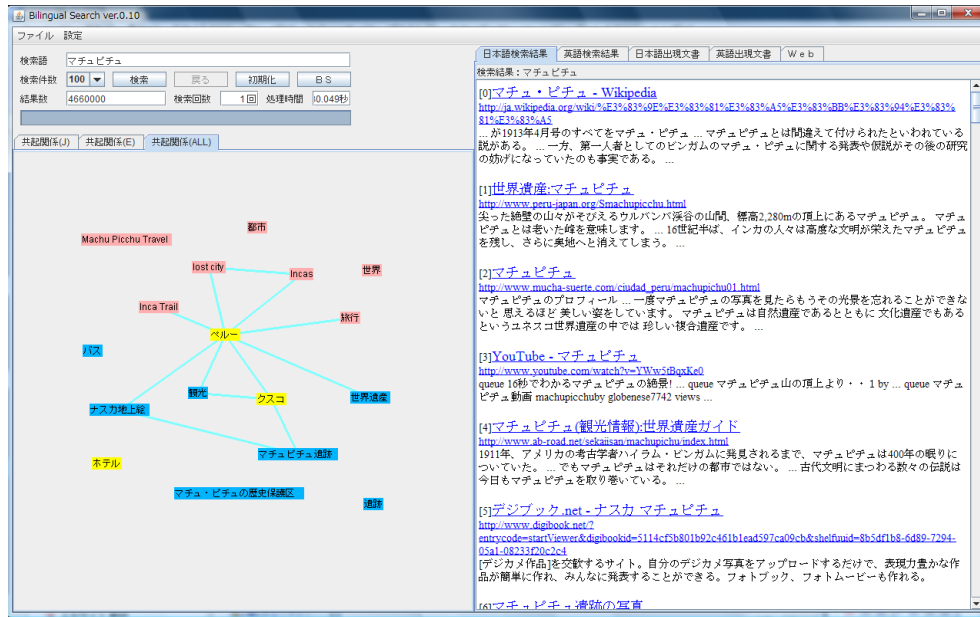 Bilingual Search ver.0.10
ファイル 設定
検索語 マチュピチュ
検索件数 100 検索 戻る 初期化 B S
結果数 4660000 検索回数 1回 処理時間 0.049秒
共起関係(J) 共起関係(E) 共起関係(ALL)
都市
Machu Picchu Travel
lost city
Incas
世界
Inca Trail
旅行
ペルー
バス
観光
クスコ
世界遺産
ナスカ地上絵
マチュピチュ遺跡
ホテル
マチュ・ピチュの歴史保護区
遺跡
日本語検索結果 英語検索結果 日本語出現文書 英語出現文書 Ｗｅｂ
検索結果：マチュピチュ
[0]マチュ・ピチュ - Wikipedia
http://ja.wikipedia.org/wiki/%E3%83%9E%E3%83%81%E3%83%A5%E3%83%BB%E3%83%94%E3%83%
81%E3%83%A5
... が1913年4月号のすべてをマチュ・ピチュ ... マチュピチュとは間違えて付けられたといわれている
説がある。 ... 一方、第一人者としてのビンガムのマチュ・ピチュに関する発表や仮説がその後の研究
の妨げになっていたのも事実である。 ...
[1]世界遺産:マチュピチュ
http://www.peru-japan.org/Smachupicchu.html
尖った絶壁の山々がそびえるウルバンバ渓谷の山間、標高2,280mの頂上にあるマチュピチュ。 マチュ
ピチュとは老いた峰を意味します。 ... 16世紀半ば、インカの人々は高度な文明が栄えたマチュピチュ
を残し、さらに奥地へと消えてしまう。 ...
[2]マチュピチュ
http://www.mucha-suerte.com/ciudad_peru/machupichu01.html
マチュピチュのプロフィール ... 一度マチュピチュの写真を見たらもうその光景を忘れることができな
いと 思えるほど 美しい姿をしています。 マチュピチュは自然遺産であるとともに 文化遺産でもある
というユネスコ世界遺産の中では 珍しい複合遺産です。 ...
[3]YouTube - マチュピチュ
http://www.youtube.com/watch?v=YWw5tBqxKe0
queue 16秒でわかるマチュピチュの絶景! ... queue マチュピチュ山の頂上より・・ 1 by ... queue マチュ
ピチュ動画 machupicchuby globenese7742 views ...
[4]マチュピチュ(観光情報):世界遺産ガイド
http://www.ab-road.net/sekaiisan/machupichu/index.html
1911年、アメリカの考古学者ハイラム・ビンガムに発見されるまで、マチュピチュは400年の眠りに
ついていた。 ... でもマチュピチュはそれだけの都市ではない。 ... 古代文明にまつわる数々の伝説は
今日もマチュピチュを取り巻いている。 ...
[5]デジブック.net - ナスカ マチュピチュ
http://www.digibook.net/?
entrycode=startViewer&digibookid=5114cf5b801b92c461b1ead597ca09cb&shelfuuid=8b5df1b8-6d89-7294-
05a1-08233f20c2c4
[デジカメ作品]を交歓するサイト。自分のデジカメ写真をアップロードするだけで、表現力豊かな作
品が簡単に作れ、みんなに発表することができる。フォトブック、フォトムービーも作れる。
[6]マチュピチュ遺跡の写真